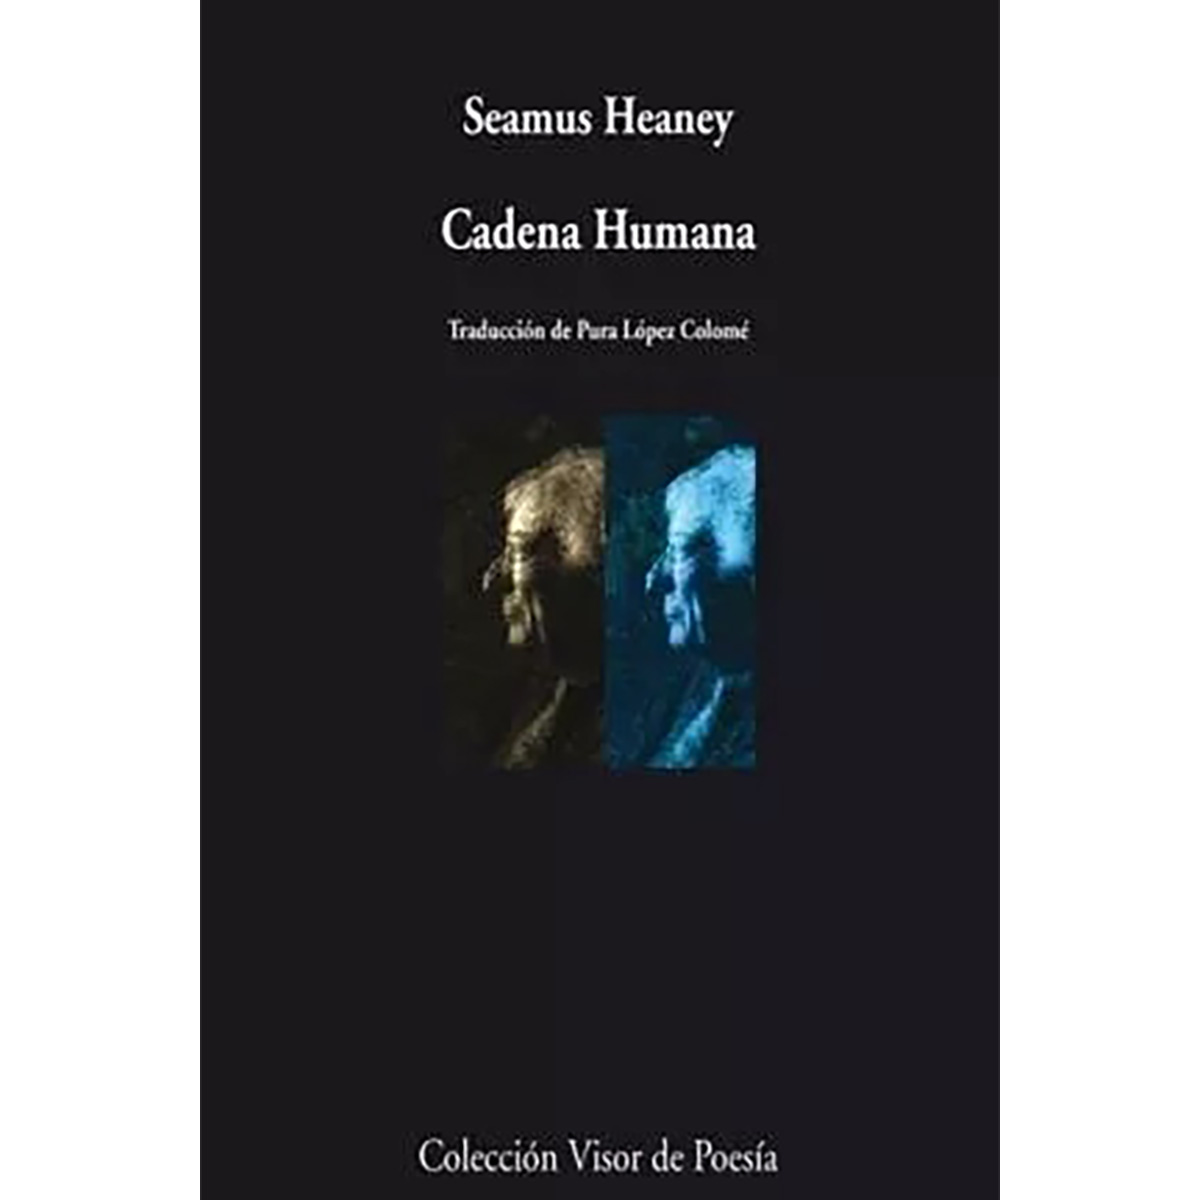 Seamus Heaney
Cadena Humana
Traducción de Pura López Colomé
Colección Visor de Poesía